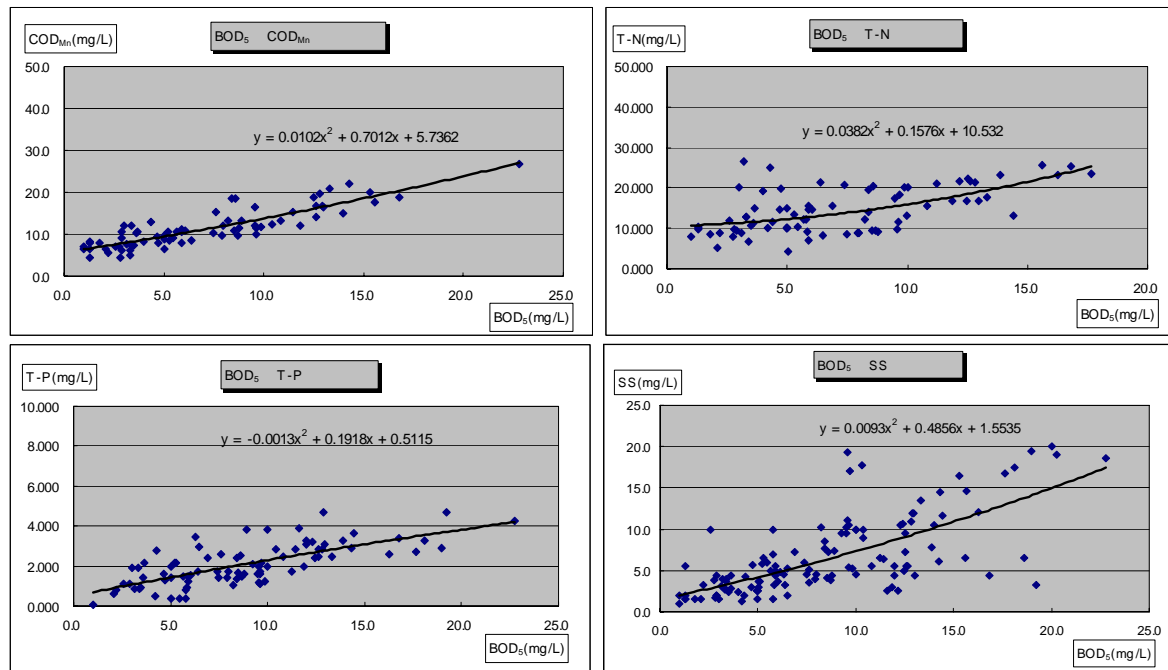 COD_Mn(mg/L)
BOD₅ COD_Mn
50.0
40.0
30.0
20.0
10.0
0.0
y = 0.0102x² + 0.7012x + 5.7362
0.0 5.0 10.0 15.0 20.0 25.0
BOD₅(mg/L)
T-N(mg/L)
BOD₅ T-N
50.000
40.000
30.000
20.000
10.000
0.000
y = 0.0382x² + 0.1576x + 10.532
0.0 5.0 10.0 15.0 20.0
BOD₅(mg/L)
T-P(mg/L)
BOD₅ T-P
10.000
8.000
6.000
4.000
2.000
0.000
y = -0.0013x² + 0.1918x + 0.5115
0.0 5.0 10.0 15.0 20.0 25.0
BOD₅(mg/L)
SS(mg/L)
BOD₅ SS
25.0
20.0
15.0
10.0
5.0
0.0
y = 0.0093x² + 0.4856x + 1.5535
0.0 5.0 10.0 15.0 20.0 25.0
BOD₅(mg/L)